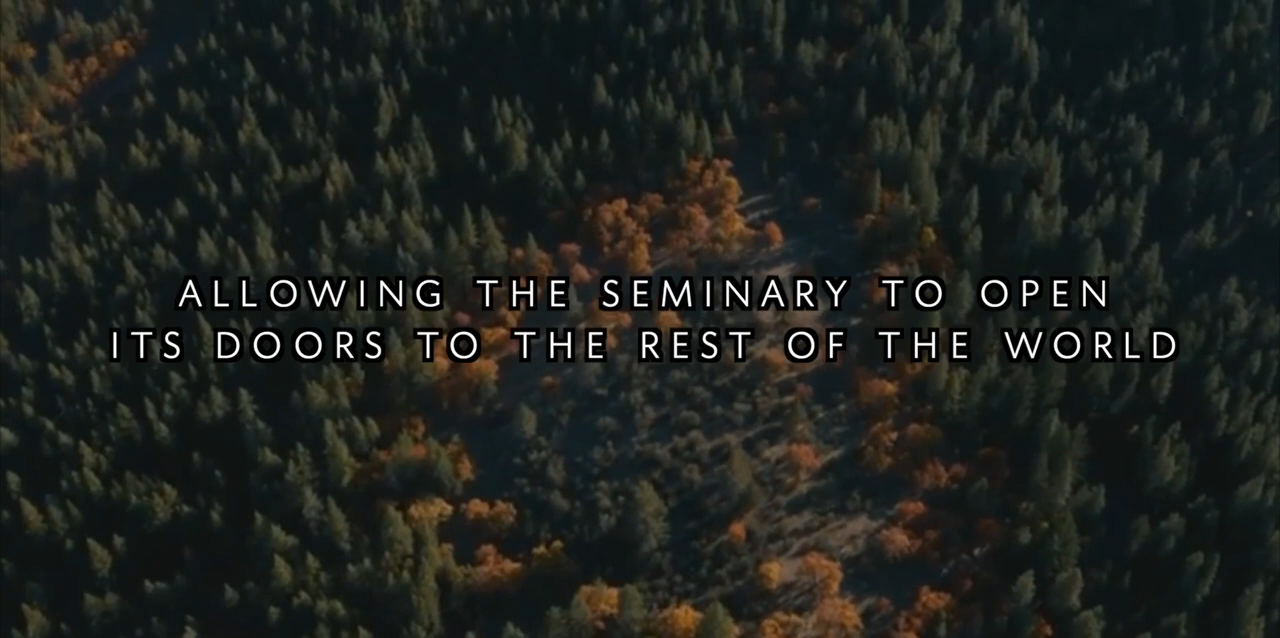 ALLOWING THE SEMINARY TO OPEN
ITS DOORS TO THE REST OF THE WORLD